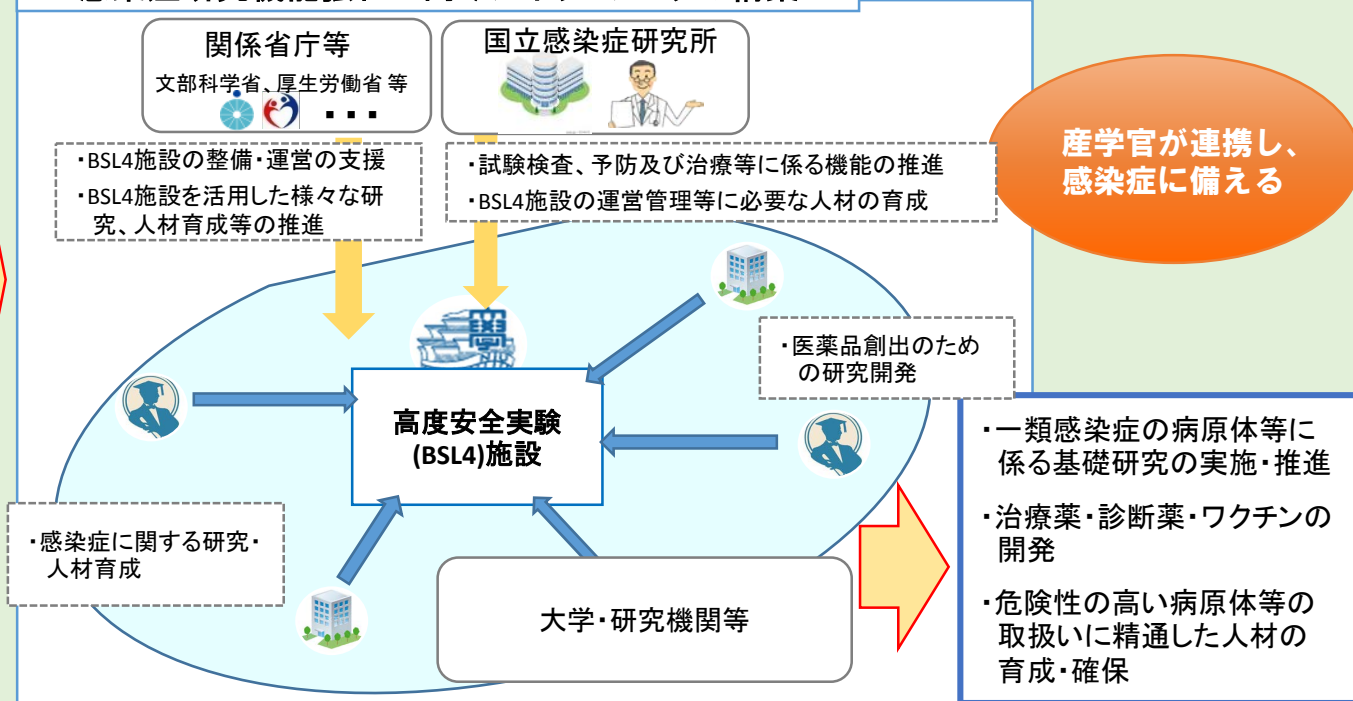 関係省庁等
文部科学省、厚生労働省 等
・・・
国立感染症研究所
・BSL4施設の整備・運営の支援
・BSL4施設を活用した様々な研
究、人材育成等の推進
・試験検査、予防及び治療等に係る機能の推進
・BSL4施設の運営管理等に必要な人材の育成
産学官が連携し、
感染症に備える
・医薬品創出のため
の研究開発
高度安全実験
(BSL4)施設
・感染症に関する研究・
人材育成
大学・研究機関等
・一類感染症の病原体等に
係る基礎研究の実施・推進
・治療薬・診断薬・ワクチンの
開発
・危険性の高い病原体等の
取扱いに精通した人材の
育成・確保